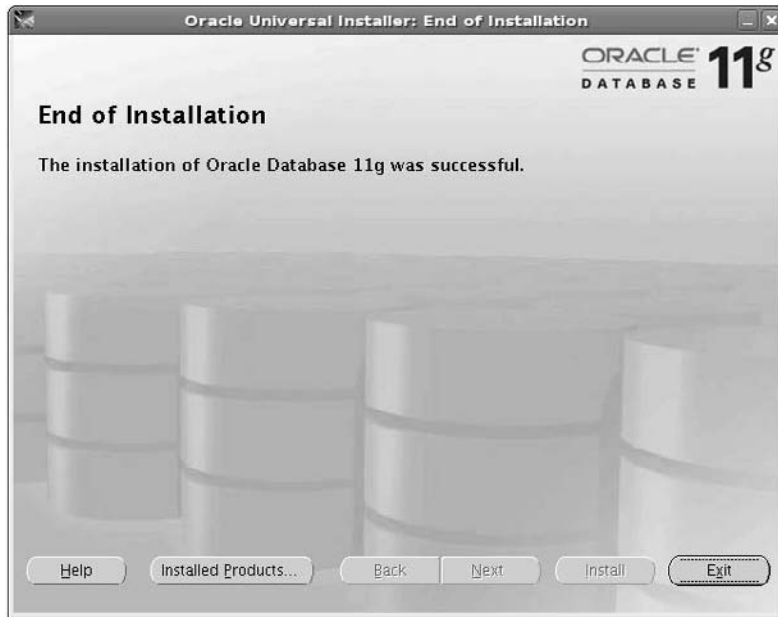 Oracle Universal Installer: End of Installation
ORACLE
DATABASE
11g
End of Installation
The installation of Oracle Database 11g was successful.
Help
Installed Products...
Back
Next
Install
Exit